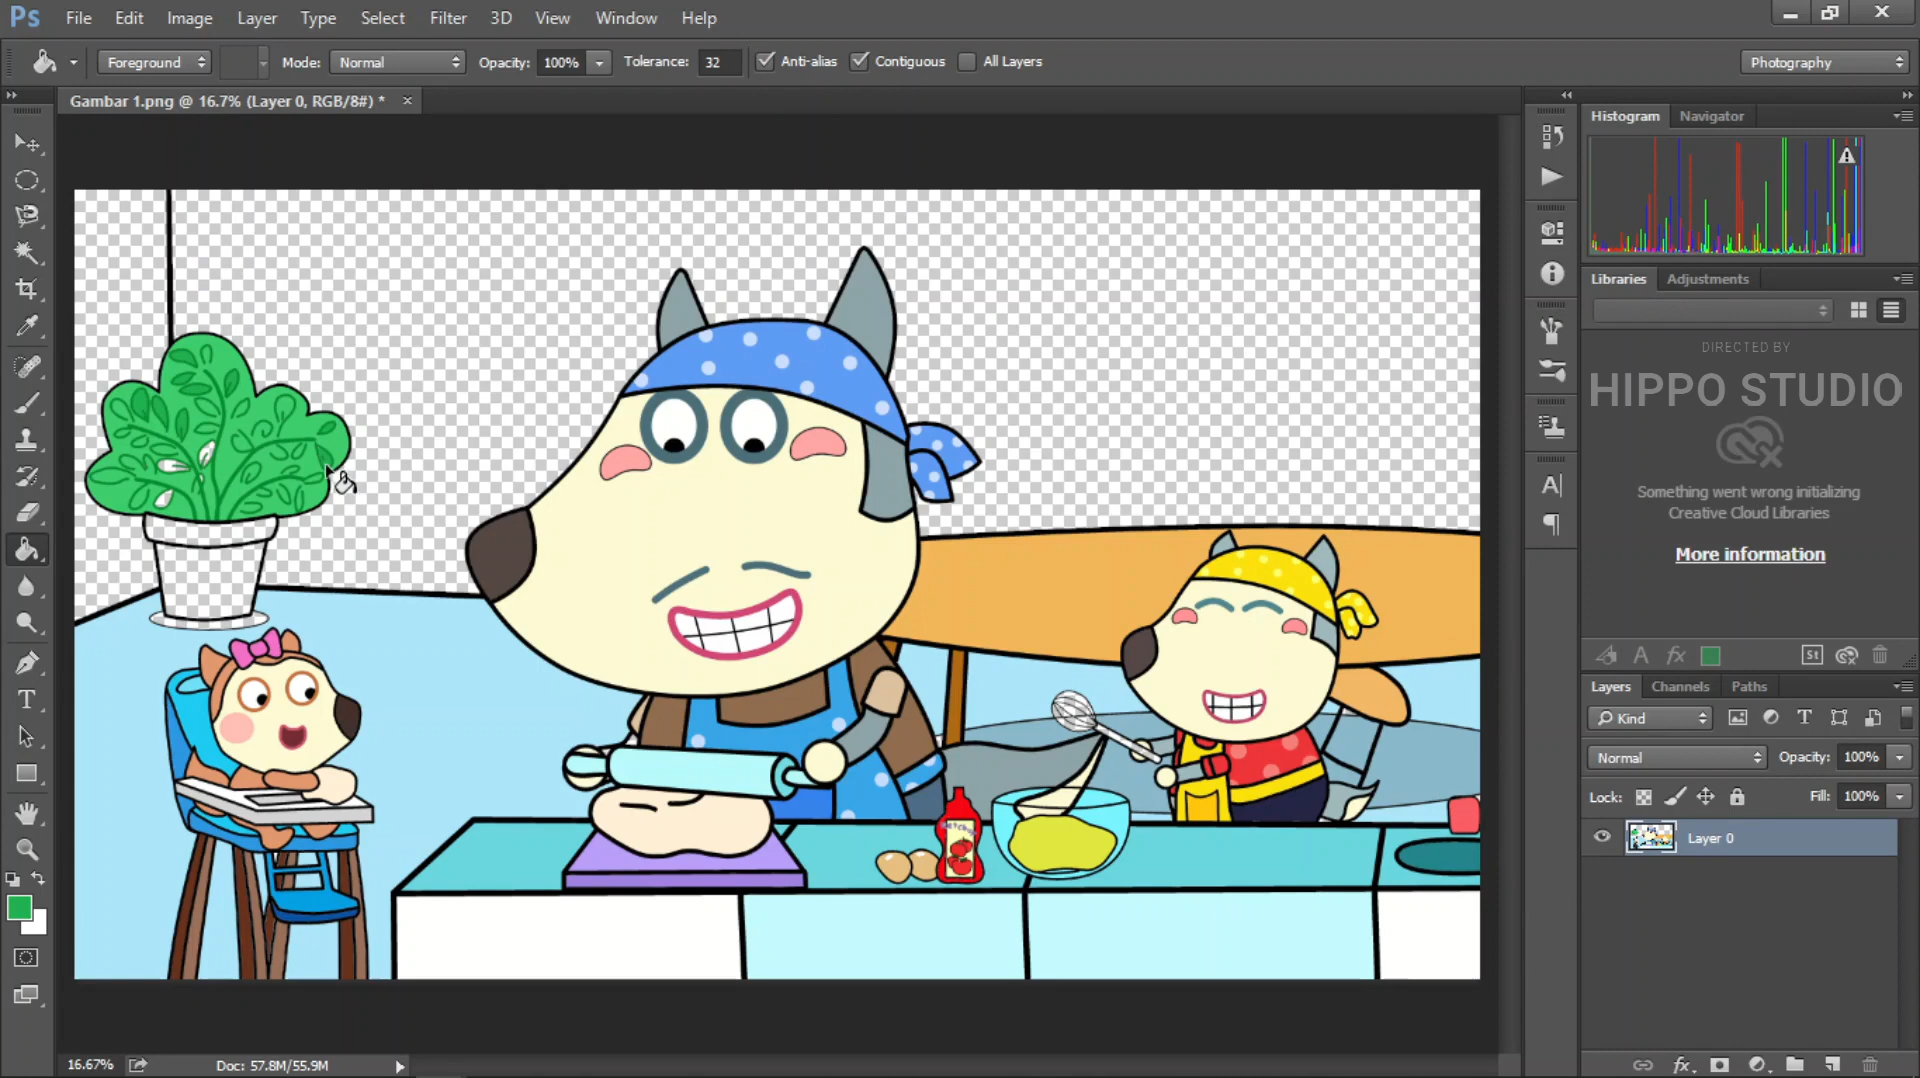 Ps File Edit Image Layer Type Select Filter 3D View Window Help
Foreground Mode: Normal Opacity: 100% Tolerance: 32 Anti-alias Contiguous All Layers Photography
Gambar 1.png @ 16.7% (Layer 0, RGB/8#) *
Histogram Navigator
Libraries Adjustments
DIRECTED BY
HIPPO STUDIO
Something went wrong initializing
Creative Cloud Libraries
More information
St
Layers Channels Paths
Kind
Normal Opacity: 100%
Lock: Fill: 100%
Layer 0
KETCHUP
16.67% Doc: 57.8M/55.9M